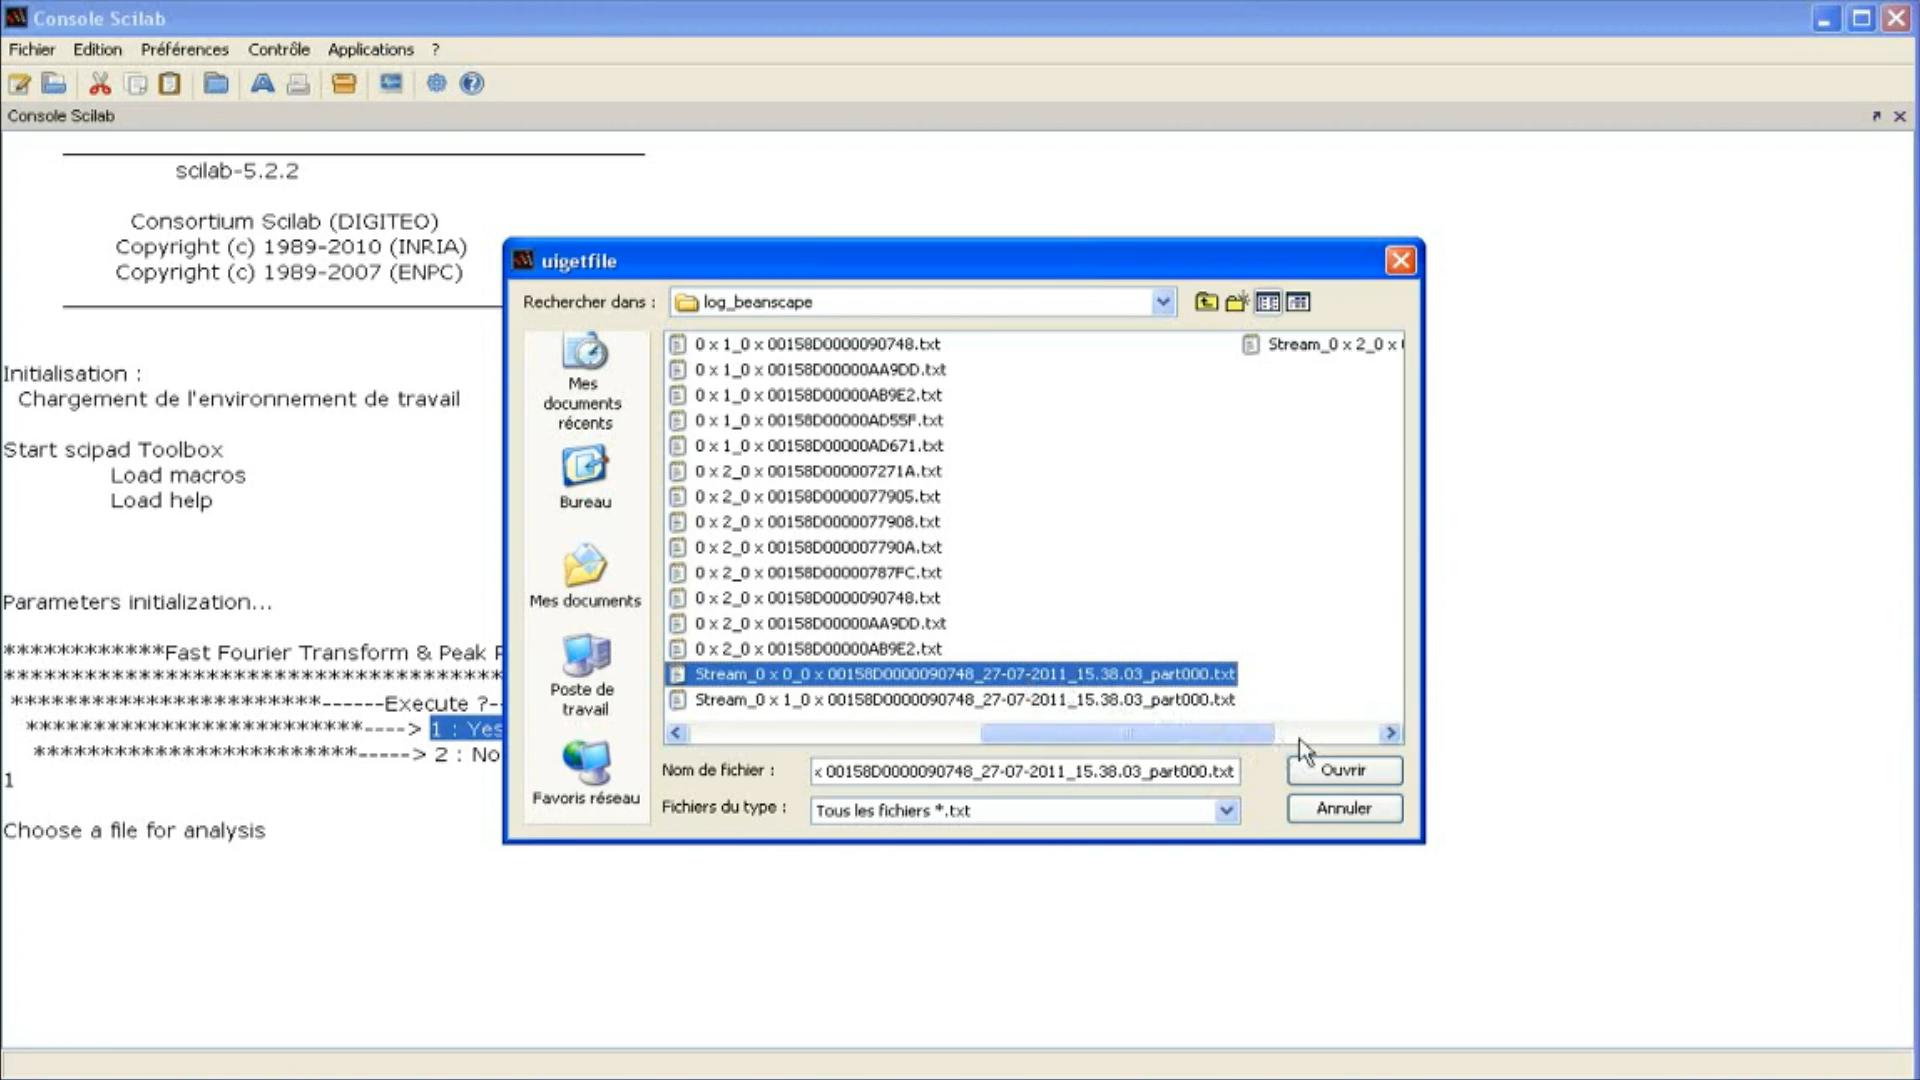 Console Scilab
Fichier Edition Préférences Contrôle Applications ?
Console Scilab
scilab-5.2.2
Consortium Scilab (DIGITEO)
Copyright (c) 1989-2010 (INRIA)
Copyright (c) 1989-2007 (ENPC)
Initialisation :
Chargement de l'environnement de travail
Start scipad Toolbox
Load macros
Load help
Parameters initialization...
************Fast Fourier Transform & Peak
*************************************
***********************------Execute ?--
*************************----> 1 : Yes
************************-----> 2 : No
1
Choose a file for analysis
uigetfile
Rechercher dans : log_beanscape
Mes documents récents
Bureau
Mes documents
Poste de travail
Favoris réseau
0 x 1_0 x 00158D0000090748.txt
0 x 1_0 x 00158D00000AA9DD.txt
0 x 1_0 x 00158D00000AB9E2.txt
0 x 1_0 x 00158D00000AD55F.txt
0 x 1_0 x 00158D00000AD671.txt
0 x 2_0 x 00158D000007271A.txt
0 x 2_0 x 00158D0000077905.txt
0 x 2_0 x 00158D0000077908.txt
0 x 2_0 x 00158D000007790A.txt
0 x 2_0 x 00158D00000787FC.txt
0 x 2_0 x 00158D0000090748.txt
0 x 2_0 x 00158D00000AA9DD.txt
0 x 2_0 x 00158D00000AB9E2.txt
Stream_0 x 0_0 x 00158D0000090748_27-07-2011_15.38.03_part000.txt
Stream_0 x 1_0 x 00158D0000090748_27-07-2011_15.38.03_part000.txt
Stream_0 x 2_0 x
Nom de fichier : x 00158D0000090748_27-07-2011_15.38.03_part000.txt
Ouvrir
Fichiers du type : Tous les fichiers *.txt
Annuler